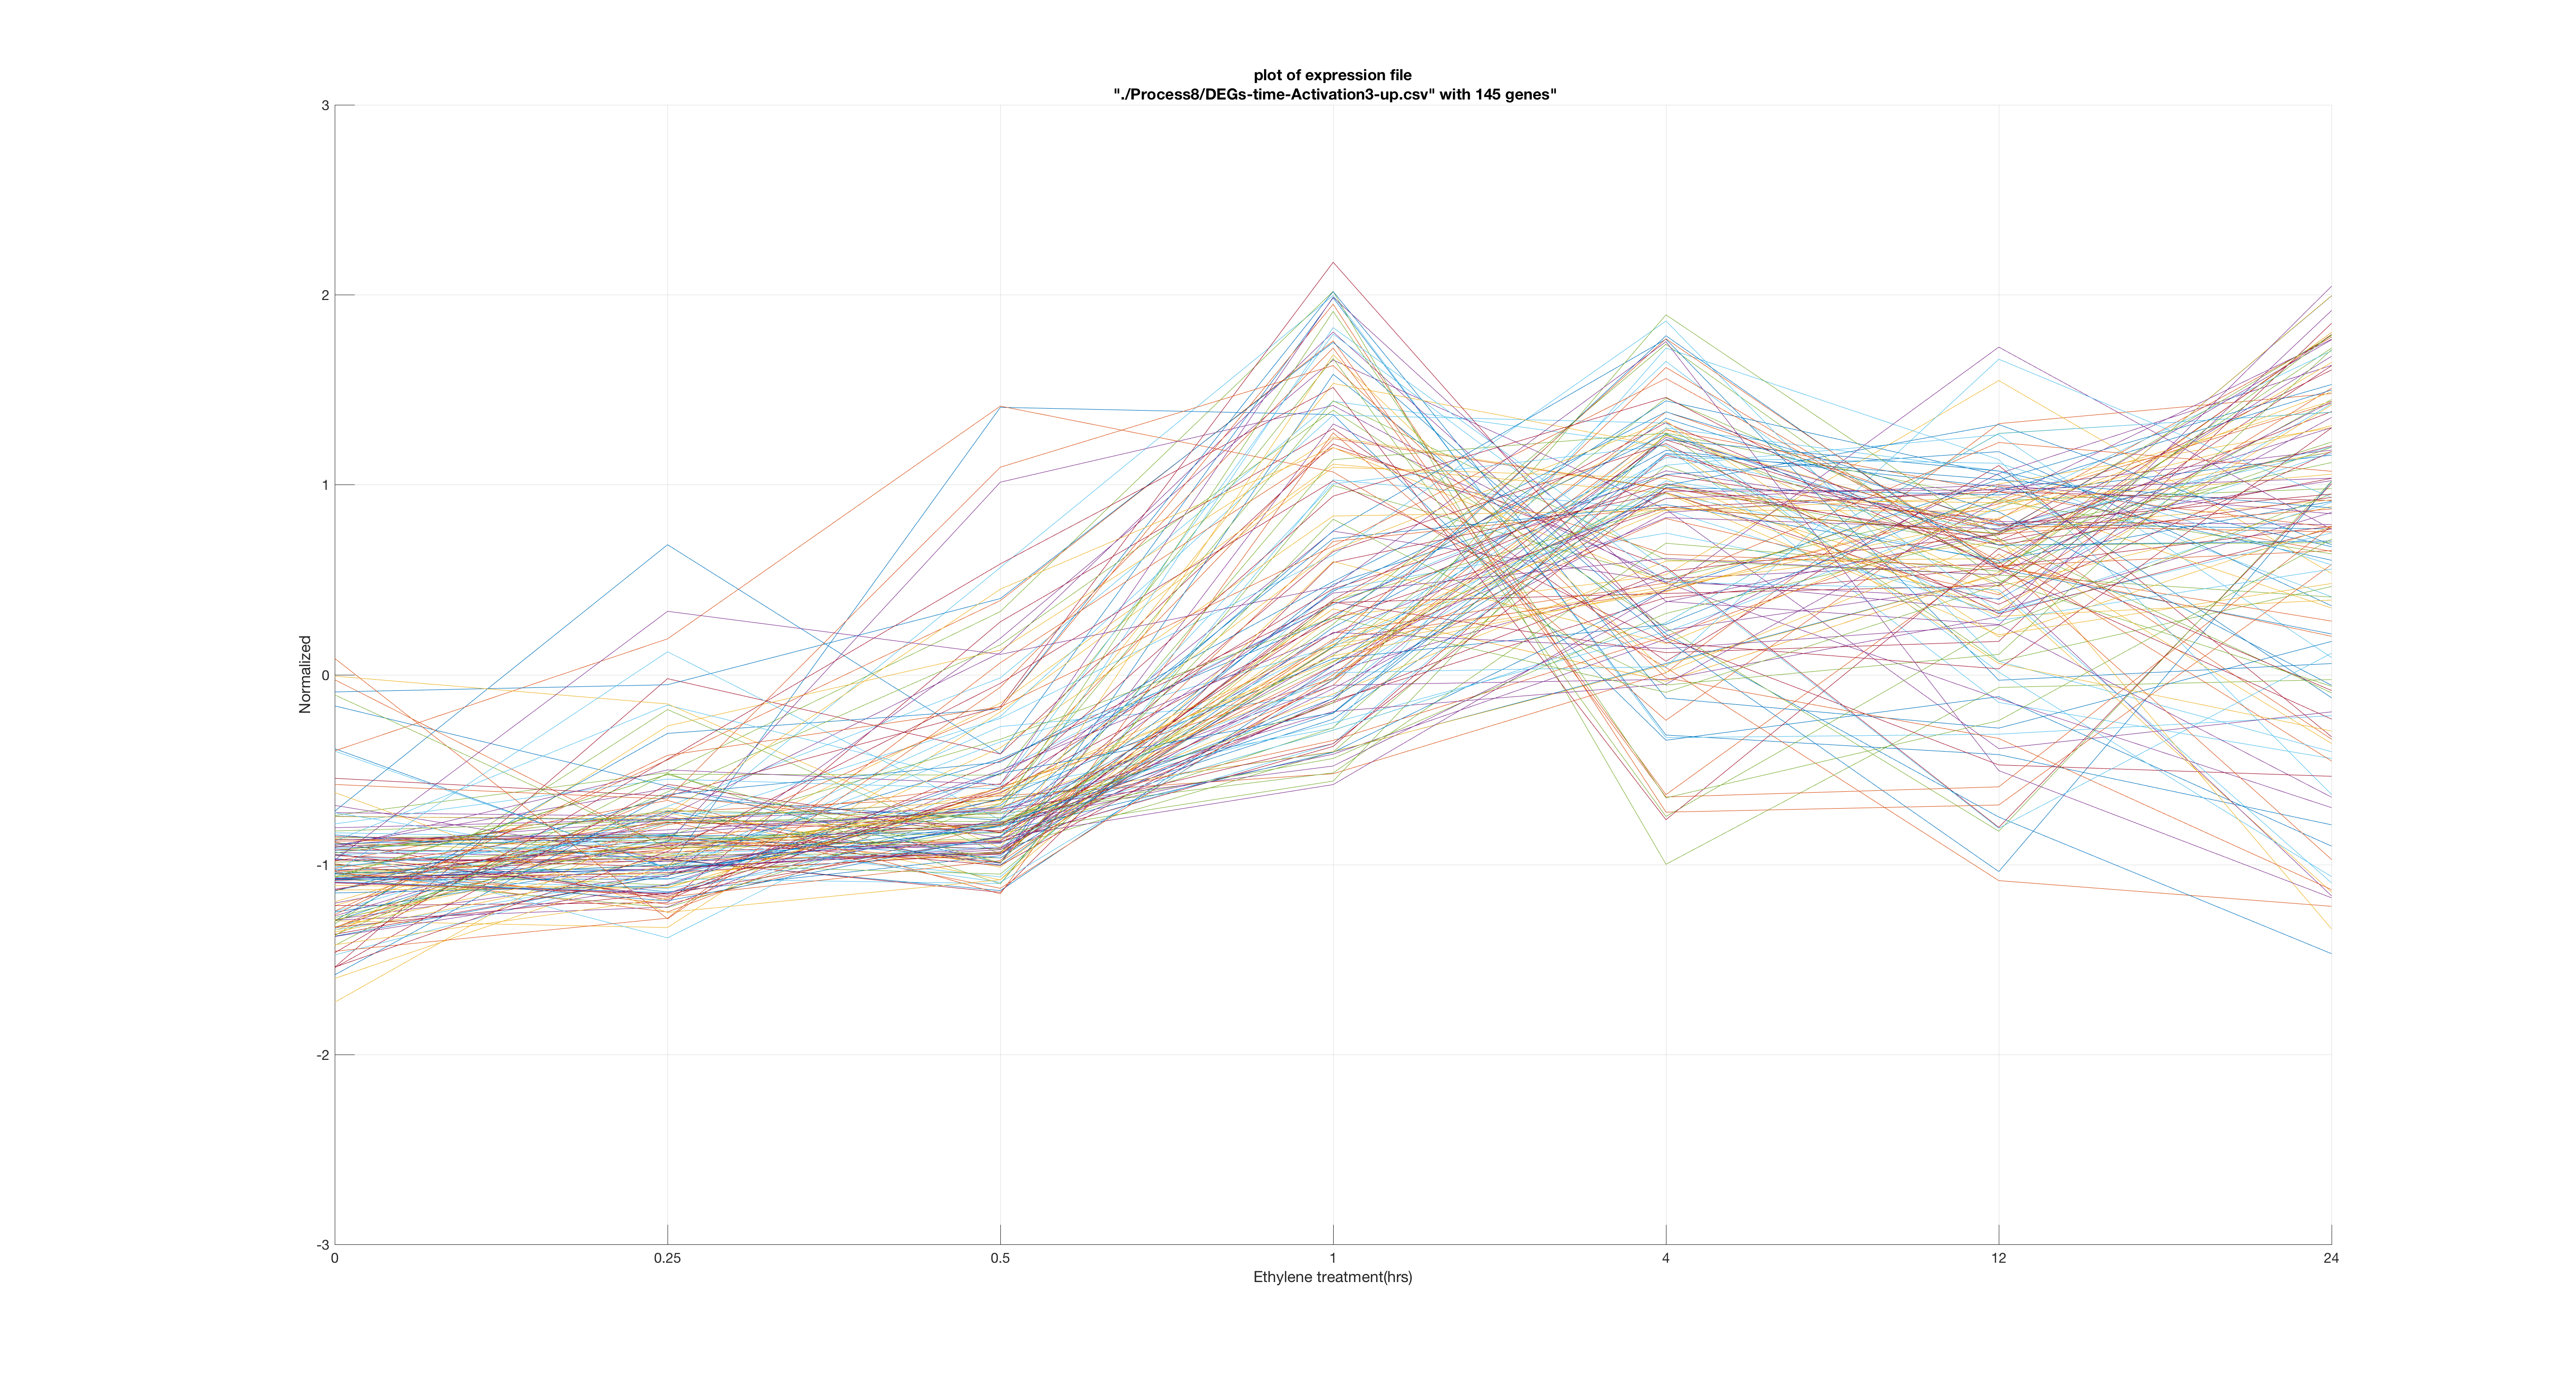 plot of expression file
"./Process8/DEGs-time-Activation3-up.csv" with 145 genes"
3
2
1
0
-1
-2
-3
Normalized
0 0.25 0.5 1 4 12 24
Ethylene treatment(hrs)